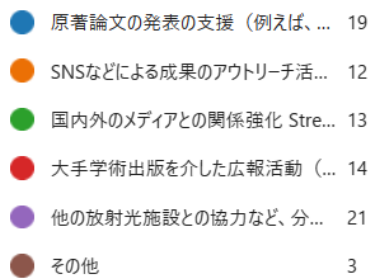 原著論文の発表の支援（例えば、... 19
SNSなどによる成果のアウトリーチ活... 12
国内外のメディアとの関係強化 Stre... 13
大手学術出版を介した広報活動（... 14
他の放射光施設との協力など、分... 21
その他 3